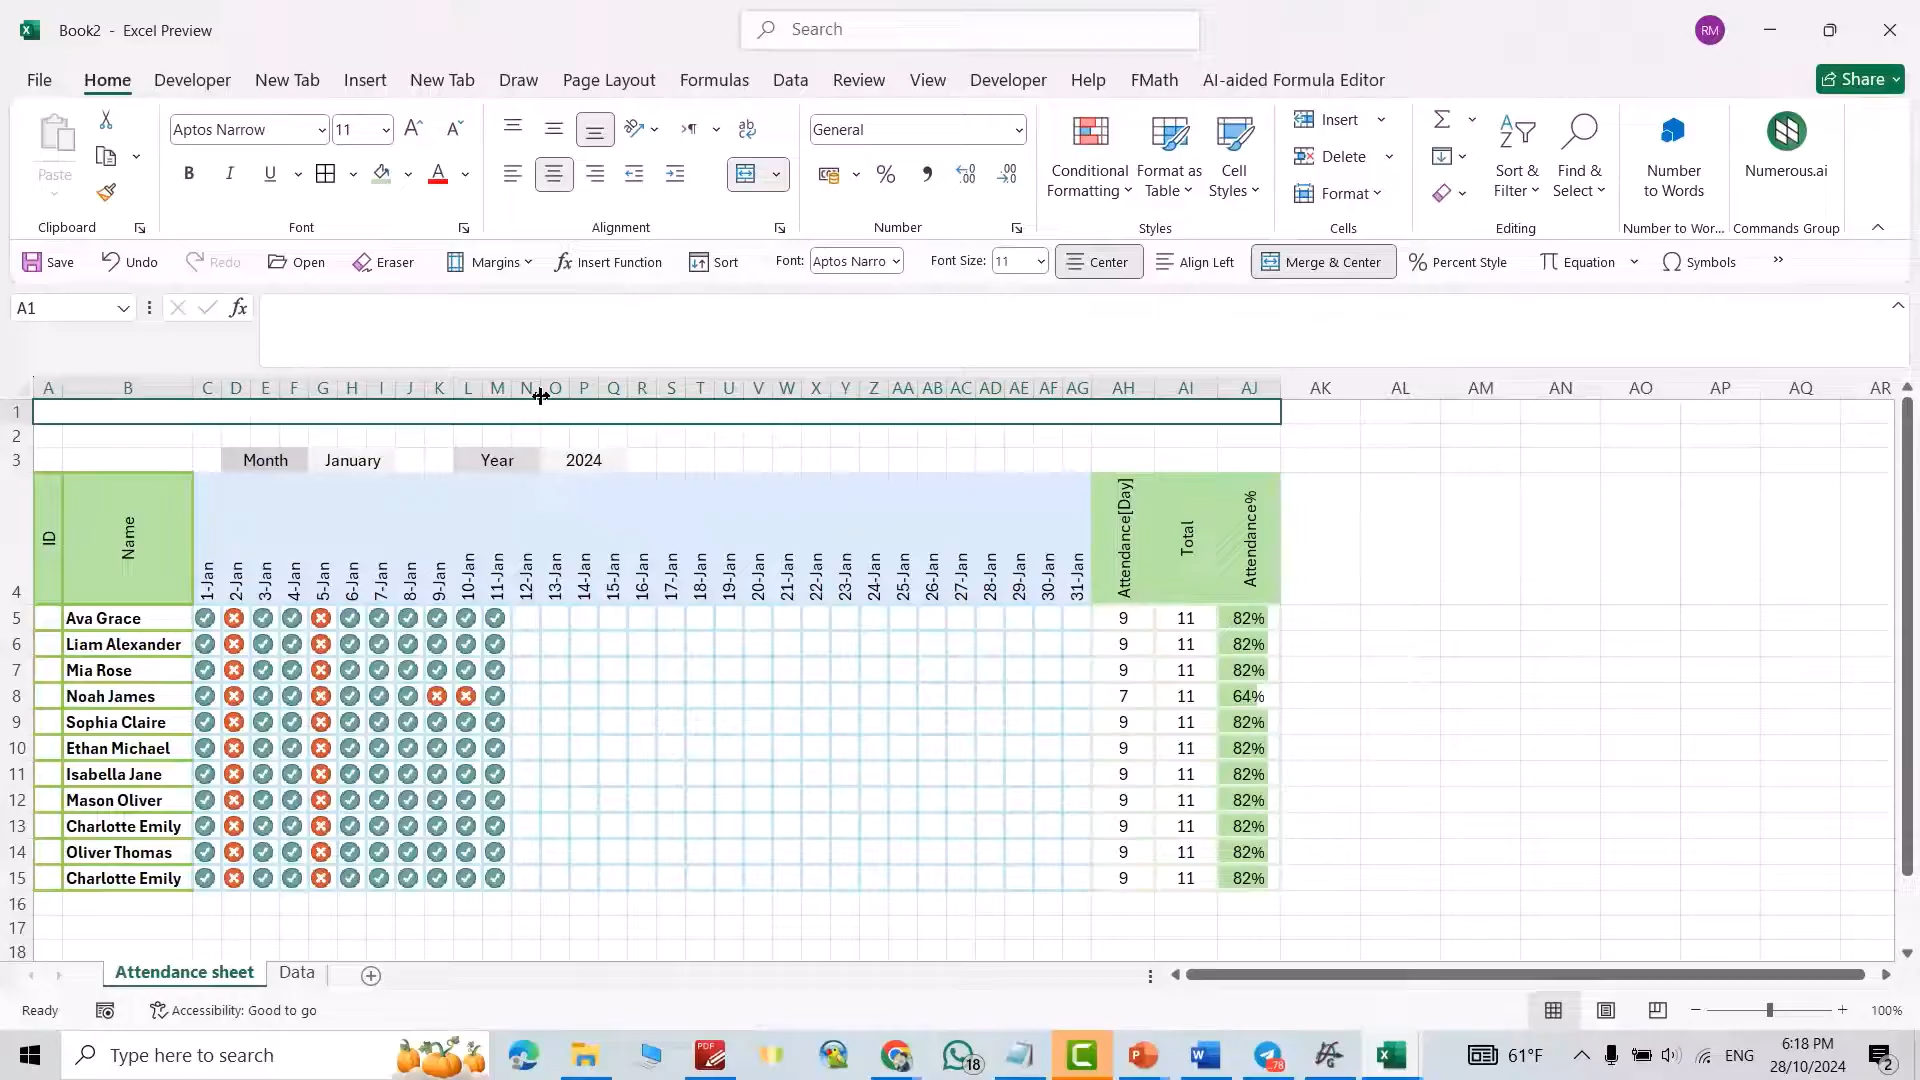 Book2 - Excel Preview
Search
RM
File Home Developer New Tab Insert New Tab Draw Page Layout Formulas Data Review View Developer Help FMath AI-aided Formula Editor Share
Paste
Clipboard
Aptos Narrow 11
B I U
Font
Alignment
General
Number
Conditional Formatting
Format as Table
Cell Styles
Styles
Insert
Delete
Format
Cells
Sort & Filter
Find & Select
Editing
Number to Words
Number to Wor...
Numerous.ai
Commands Group
Save Undo Redo Open Eraser Margins Insert Function Sort Font: Aptos Narro Font Size: 11 Center Align Left Merge & Center Percent Style Equation Symbols
A1 fx
A B C D E F G H I J K L M N O P Q R S T U V W X Y Z AA AB AC AD AE AF AG AH AI AJ AK AL AM AN AO AP AQ AR
1
2
3 Month January Year 2024
4 ID Name 1-Jan 2-Jan 3-Jan 4-Jan 5-Jan 6-Jan 7-Jan 8-Jan 9-Jan 10-Jan 11-Jan 12-Jan 13-Jan 14-Jan 15-Jan 16-Jan 17-Jan 18-Jan 19-Jan 20-Jan 21-Jan 22-Jan 23-Jan 24-Jan 25-Jan 26-Jan 27-Jan 28-Jan 29-Jan 30-Jan 31-Jan Attendance[Day] Total Attendance%
5 Ava Grace 9 11 82%
6 Liam Alexander 9 11 82%
7 Mia Rose 9 11 82%
8 Noah James 7 11 64%
9 Sophia Claire 9 11 82%
10 Ethan Michael 9 11 82%
11 Isabella Jane 9 11 82%
12 Mason Oliver 9 11 82%
13 Charlotte Emily 9 11 82%
14 Oliver Thomas 9 11 82%
15 Charlotte Emily 9 11 82%
16
17
18
Attendance sheet Data
Ready Accessibility: Good to go 100%
Type here to search
PDF
18
78
61°F
ENG
6:18 PM
28/10/2024
2